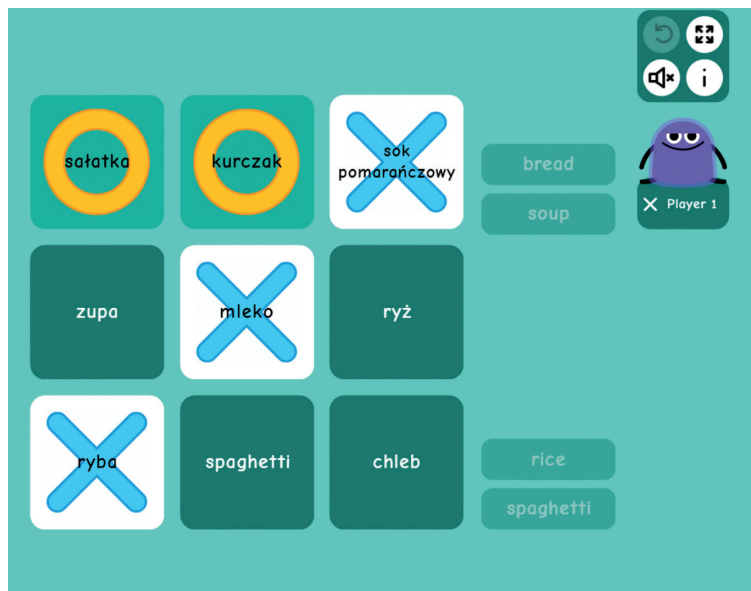 sałatka
kurczak
sok
pomarańczowy
bread
soup
Player 1
zupa
mleko
ryż
ryba
spaghetti
chleb
rice
spaghetti